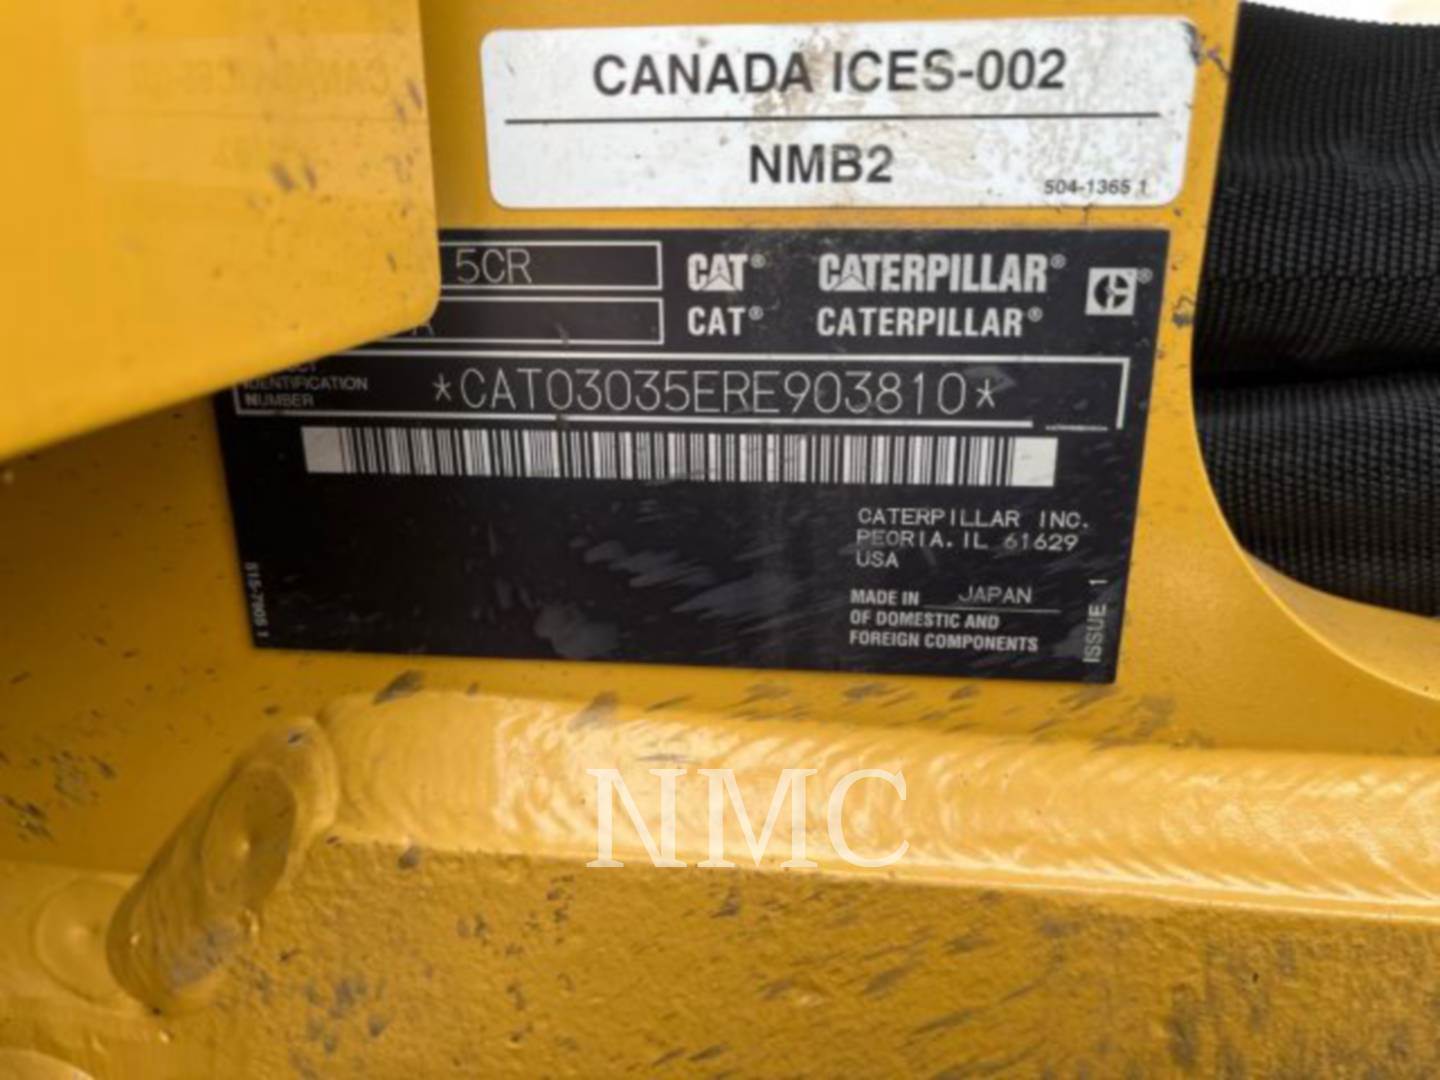 CANADA ICES-002
NMB2
504-1365 1
5CR
CAT® CATERPILLAR®
CAT® CATERPILLAR®
IDENTIFICATION
NUMBER
*CAT03035ERE903810*
CATERPILLAR INC.
PEORIA, IL 61629
USA
MADE IN JAPAN
OF DOMESTIC AND
FOREIGN COMPONENTS
ISSUE 1
NMC